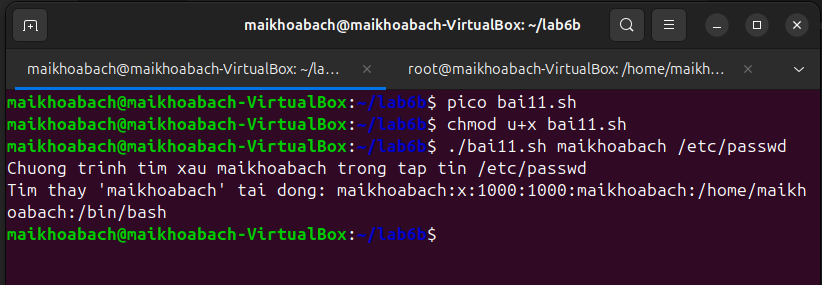 maikhoabach@maikhoabach-VirtualBox: ~/lab6b
maikhoabach@maikhoabach-VirtualBox: ~/la...
root@maikhoabach-VirtualBox: /home/maikh...
maikhoabach@maikhoabach-VirtualBox:~/lab6b$ pico bai11.sh
maikhoabach@maikhoabach-VirtualBox:~/lab6b$ chmod u+x bai11.sh
maikhoabach@maikhoabach-VirtualBox:~/lab6b$ ./bai11.sh maikhoabach /etc/passwd
Chuong trinh tim xau maikhoabach trong tap tin /etc/passwd
Tim thay 'maikhoabach' tai dong: maikhoabach:x:1000:1000:maikhoabach:/home/maikh
oabach:/bin/bash
maikhoabach@maikhoabach-VirtualBox:~/lab6b$